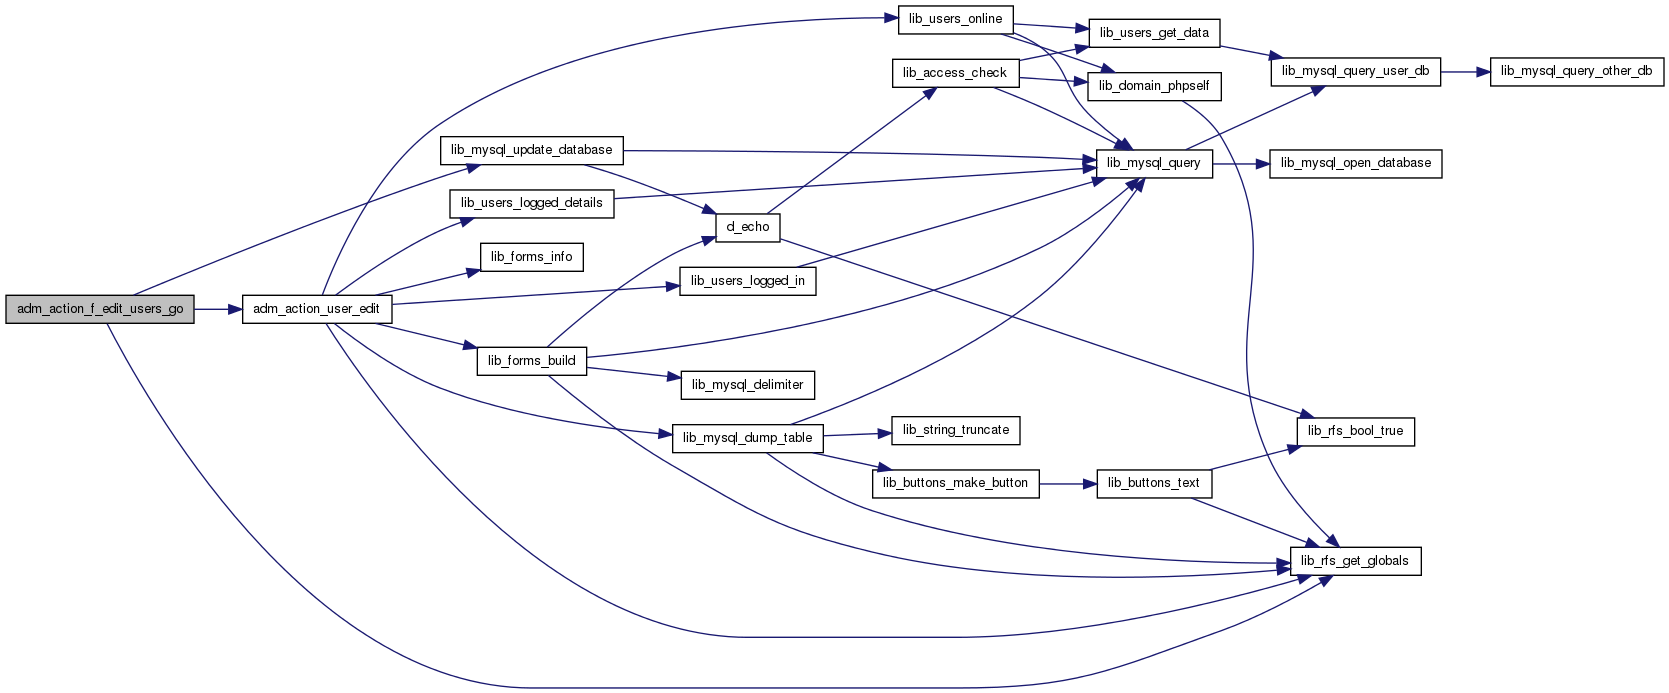 adm_action_f_edit_users_go
adm_action_user_edit
lib_mysql_update_database
lib_users_logged_details
lib_forms_info
lib_forms_build
lib_users_logged_in
cl_echo
lib_mysql_delimiter
lib_mysql_dump_table
lib_users_online
lib_access_check
lib_string_truncate
lib_buttons_make_button
lib_users_get_data
lib_domain_phpself
lib_mysql_query
lib_buttons_text
lib_mysql_query_user_db
lib_mysql_open_database
lib_rfs_bool_true
lib_rfs_get_globals
lib_mysql_query_other_db